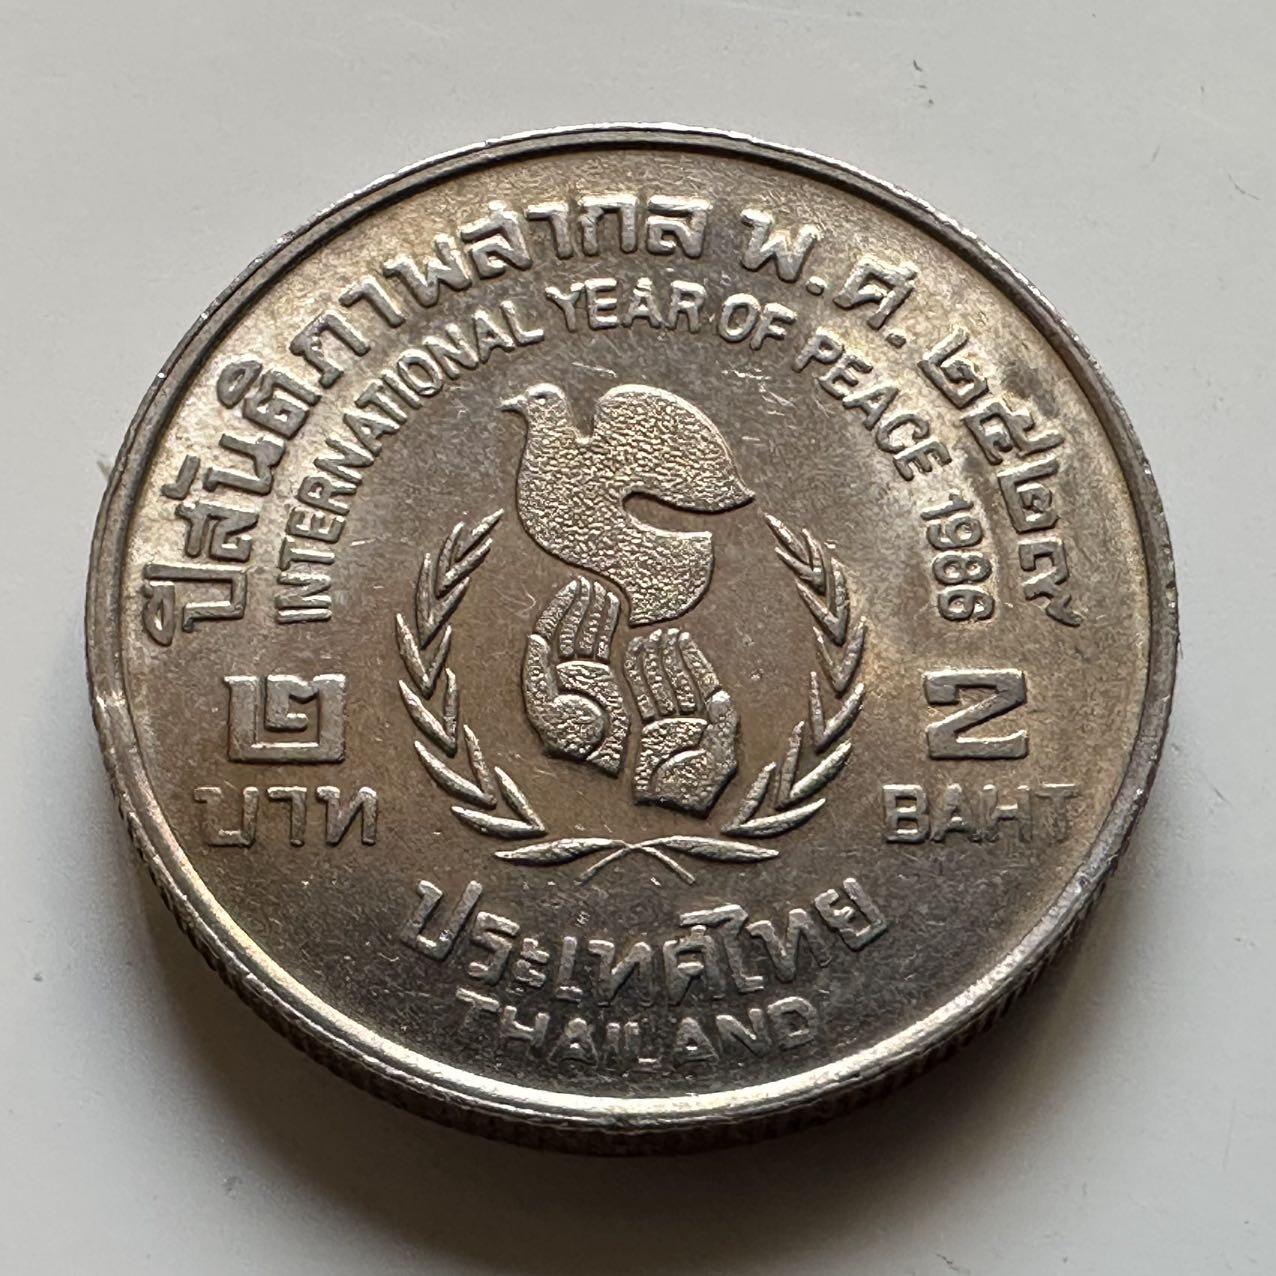 ปีสันติภาพสากล พ.ศ. ๒๕๒๙
INTERNATIONAL YEAR OF PEACE 1986
๒
บาท
2
BAHT
ประเทศไทย
THAILAND